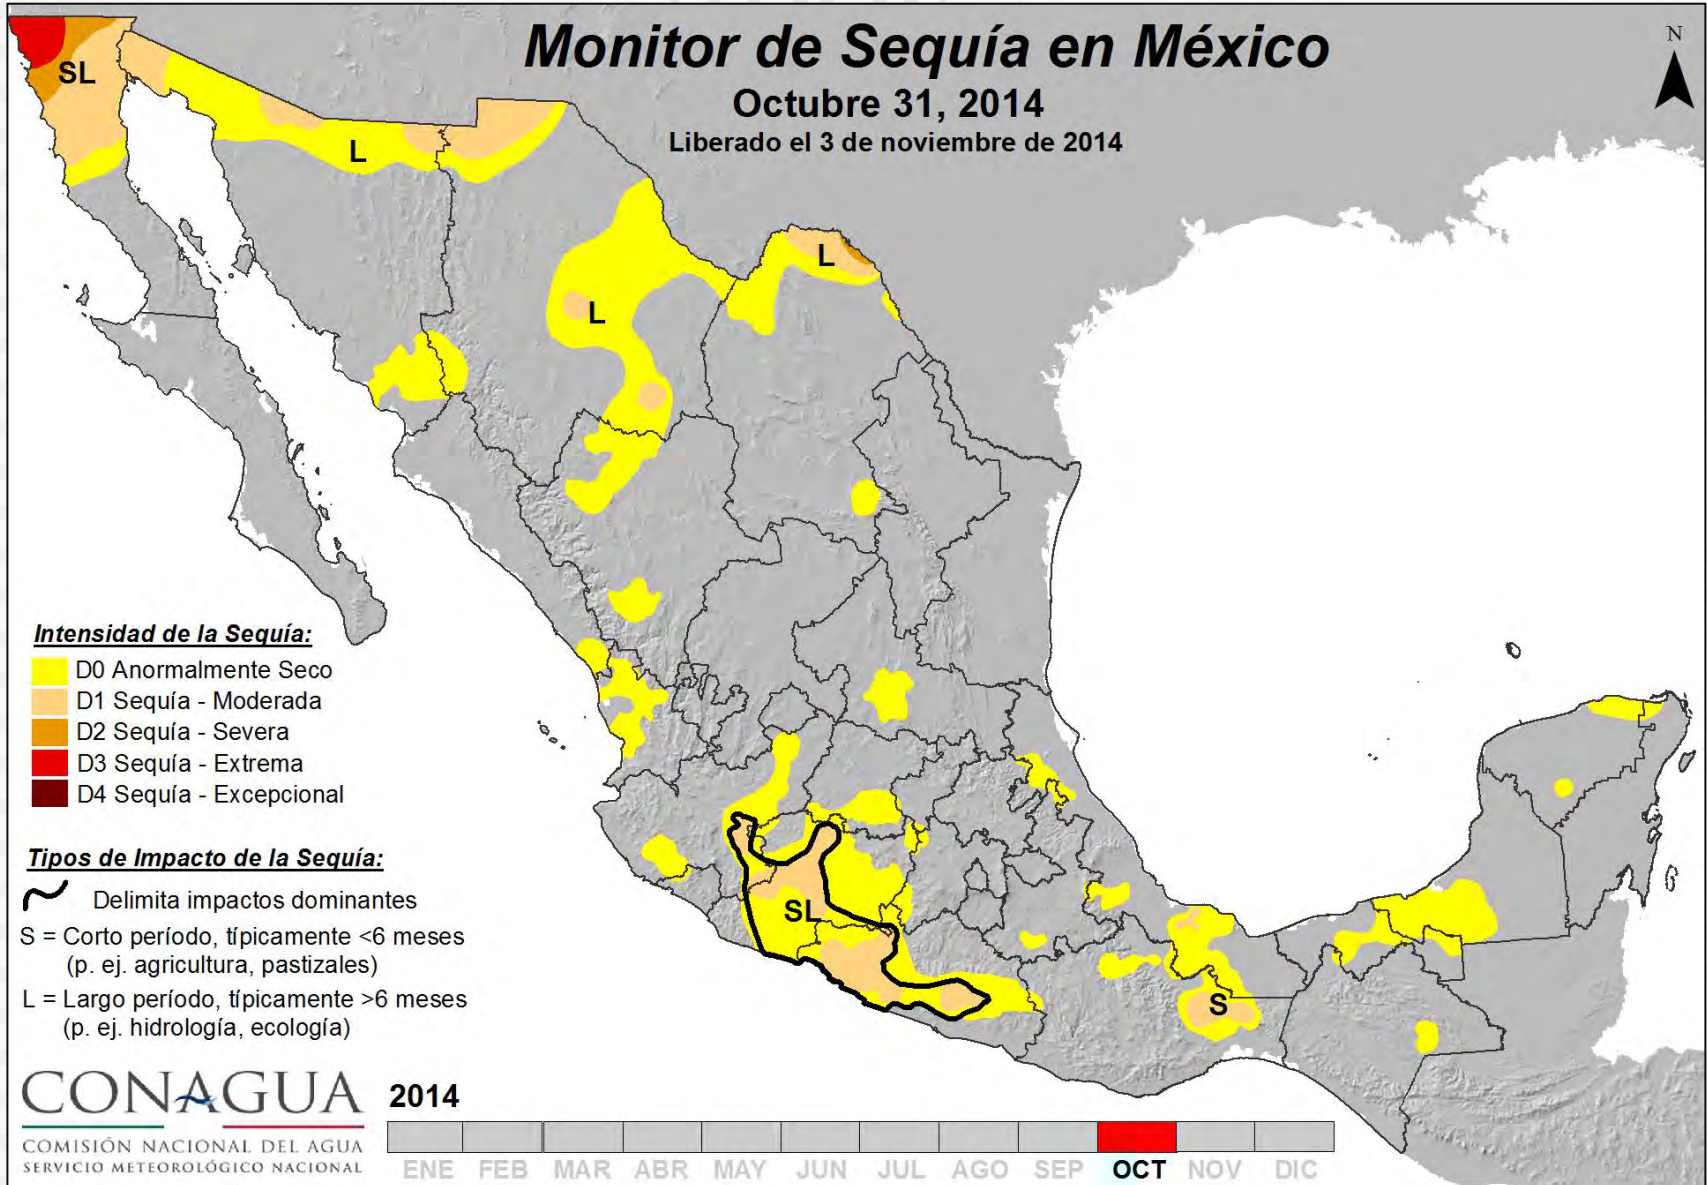 Monitor de Sequía en México
Octubre 31, 2014
Liberado el 3 de noviembre de 2014
N
SL
L
L
L
SL
S
Intensidad de la Sequía:
D0 Anormalmente Seco
D1 Sequía - Moderada
D2 Sequía - Severa
D3 Sequía - Extrema
D4 Sequía - Excepcional
Tipos de Impacto de la Sequía:
Delimita impactos dominantes
S = Corto período, típicamente <6 meses
(p. ej. agricultura, pastizales)
L = Largo período, típicamente >6 meses
(p. ej. hidrología, ecología)
CONAGUA
COMISIÓN NACIONAL DEL AGUA
SERVICIO METEOROLÓGICO NACIONAL
2014
ENE FEB MAR ABR MAY JUN JUL AGO SEP OCT NOV DIC